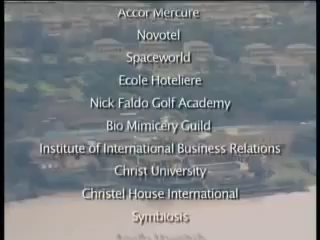 Accor Mercure
Novotel
Spaceworld
Ecole Hoteliere
Nick Faldo Golf Academy
Bio Mimicery Guild
Institute of International Business Relations
Christ University
Christel House International
Symbiosis